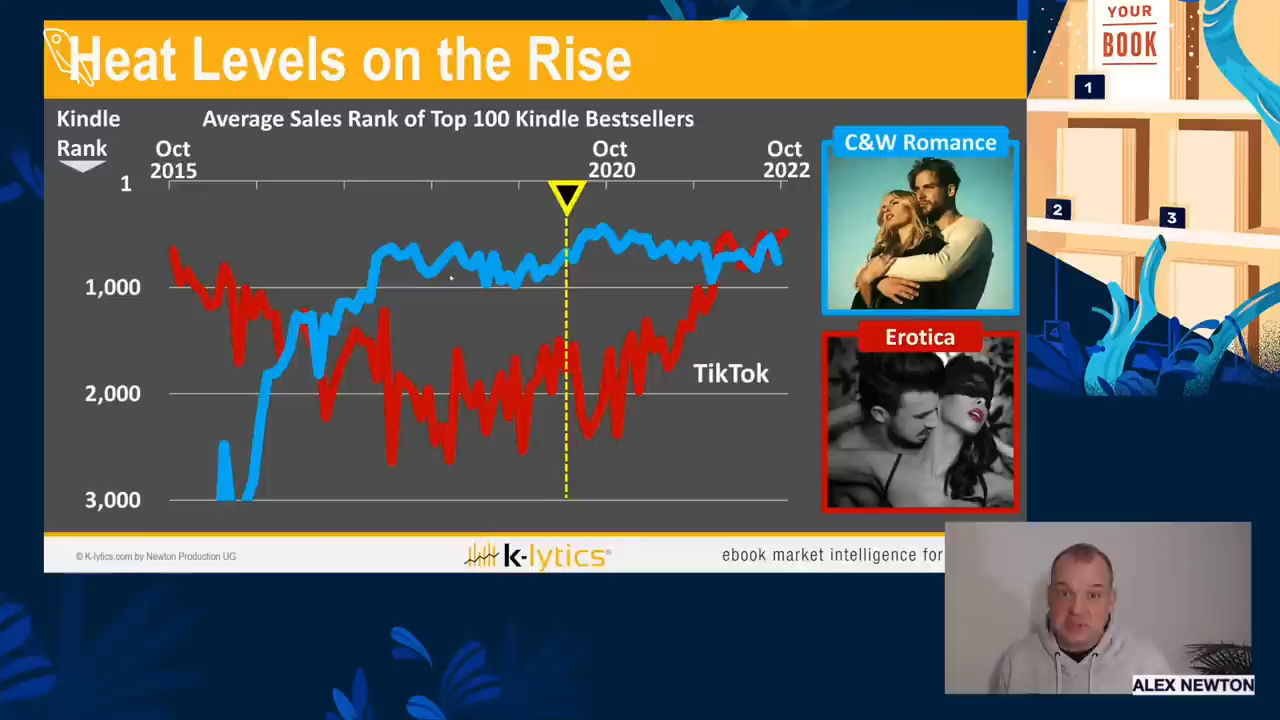 Heat Levels on the Rise
Kindle
Rank
Average Sales Rank of Top 100 Kindle Bestsellers
Oct
2015
Oct
2020
Oct
2022
1
1,000
2,000
3,000
TikTok
C&W Romance
Erotica
© K-lytics.com by Newton Production UG
k-lytics®
ebook market intelligence for
YOUR
BOOK
1
2
3
4
ALEX NEWTON